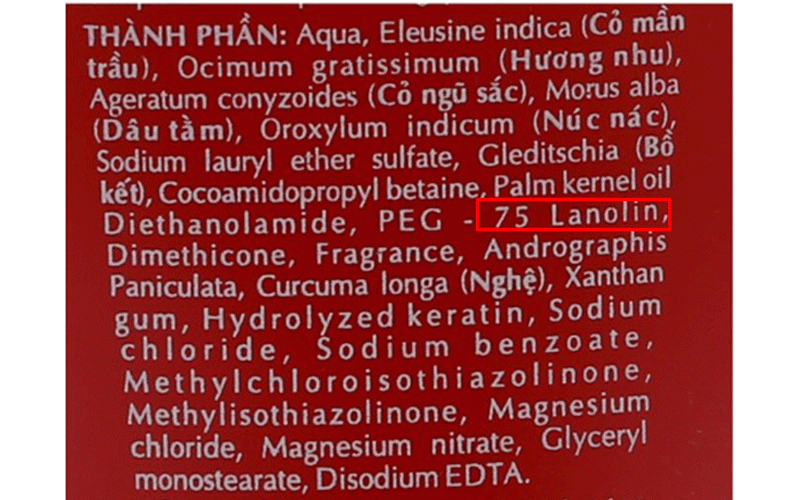 THÀNH PHẦN: Aqua, Eleusine indica (Cỏ mần
trầu), Ocimum gratissimum (Hương nhu),
Ageratum conyzoides (Cỏ ngũ sắc), Morus alba
(Dâu tằm), Oroxylum indicum (Núc nác),
Sodium lauryl ether sulfate, Gleditschia (Bồ
kết), Cocoamidopropyl betaine, Palm kernel oil
Diethanolamide, PEG - 75 Lanolin,
Dimethicone, Fragrance, Andrographis
Paniculata, Curcuma longa (Nghệ), Xanthan
gum, Hydrolyzed keratin, Sodium
chloride, Sodium benzoate,
Methylchloroisothiazolinone,
Methylisothiazolinone, Magnesium
chloride, Magnesium nitrate, Glyceryl
monostearate, Disodium EDTA.